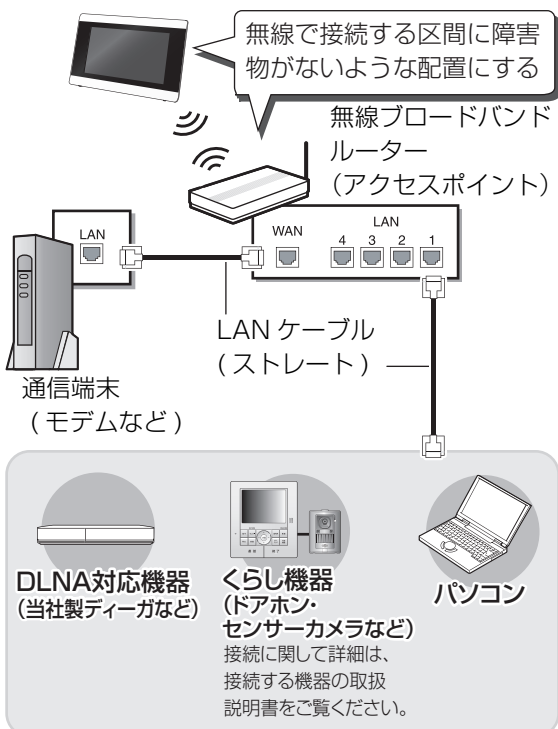 無線で接続する区間に障害
物がないような配置にする
無線ブロードバンド
ルーター
（アクセスポイント）
LAN
WAN
LAN
4 3 2 1
LAN ケーブル
( ストレート )
通信端末
( モデムなど )
DLNA対応機器
（当社製ディーガなど）
くらし機器
（ドアホン・
センサーカメラなど）
接続に関して詳細は、
接続する機器の取扱
説明書をご覧ください。
パソコン